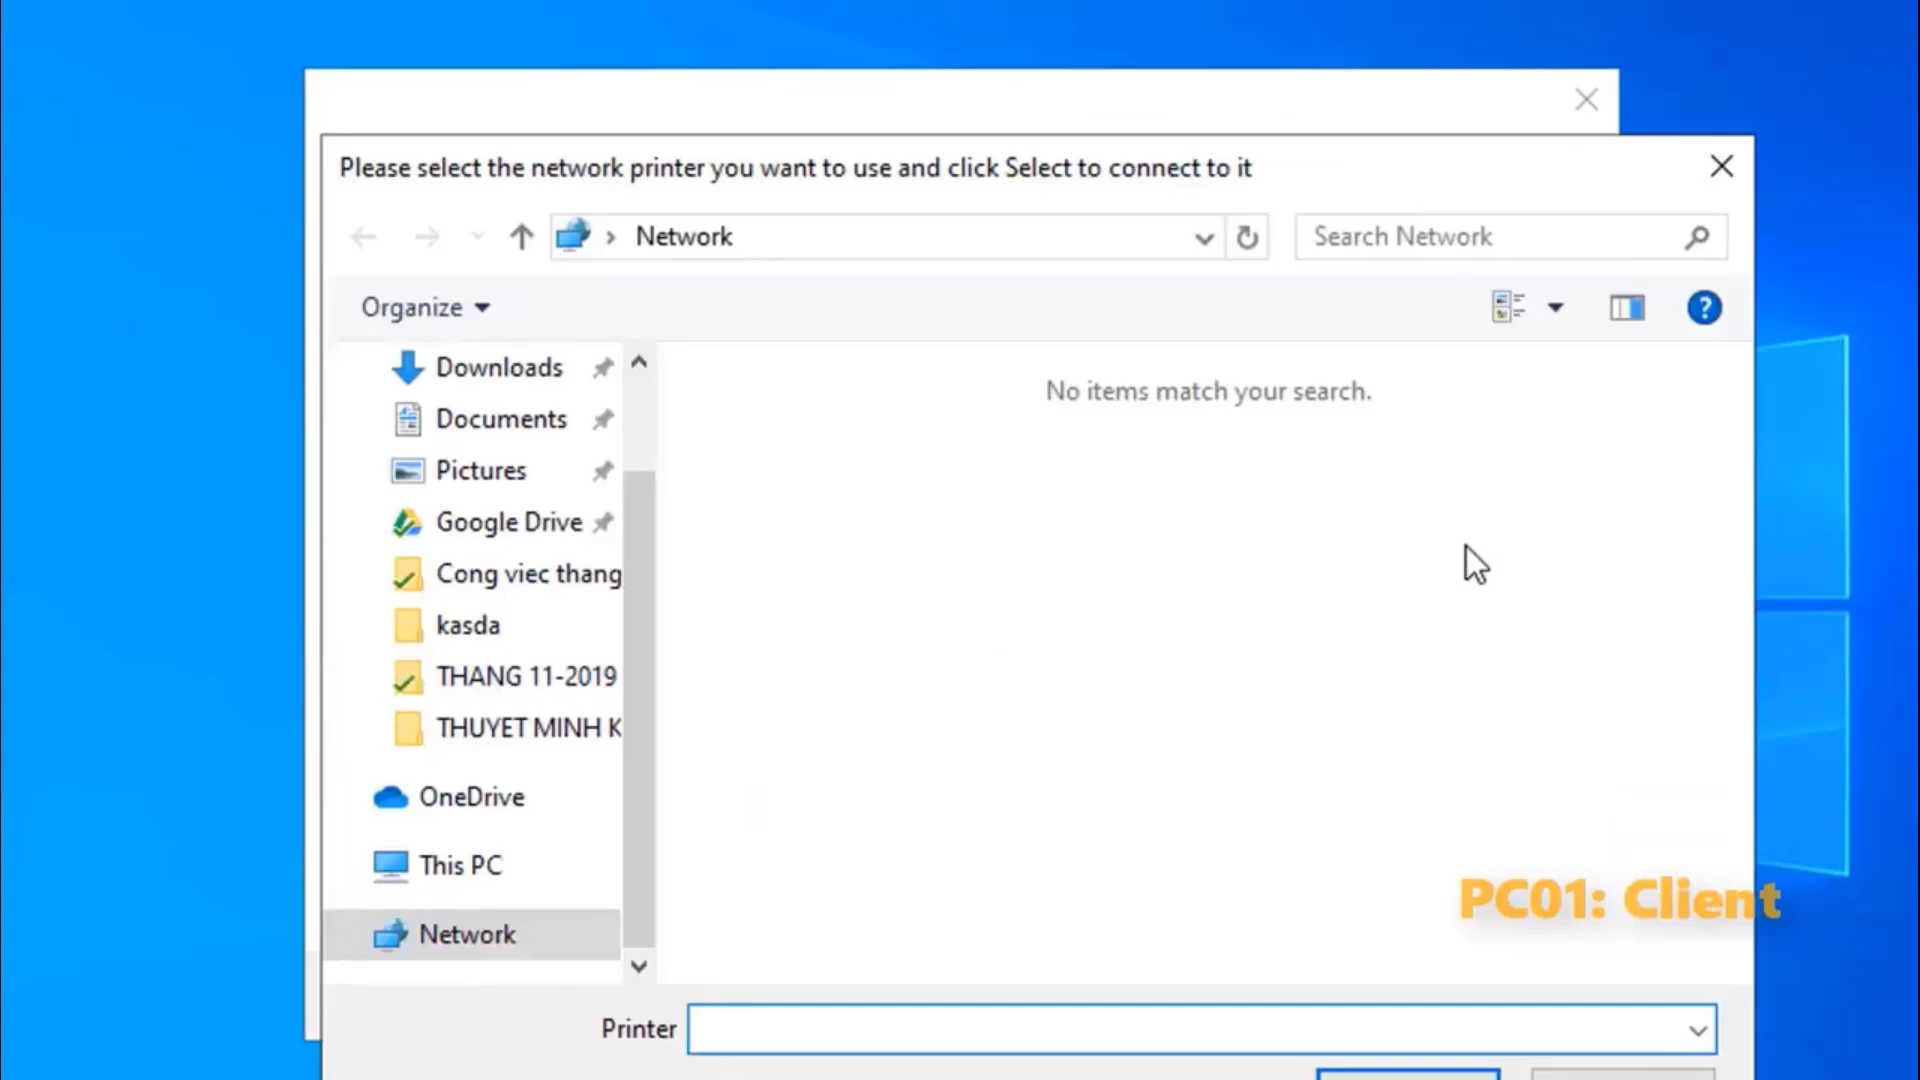 Please select the network printer you want to use and click Select to connect to it
Network
Search Network
Organize
Downloads
No items match your search.
Documents
Pictures
Google Drive
Cong viec thang
kasda
THANG 11-2019
THUYET MINH K
OneDrive
This PC
PC01: Client
Network
Printer